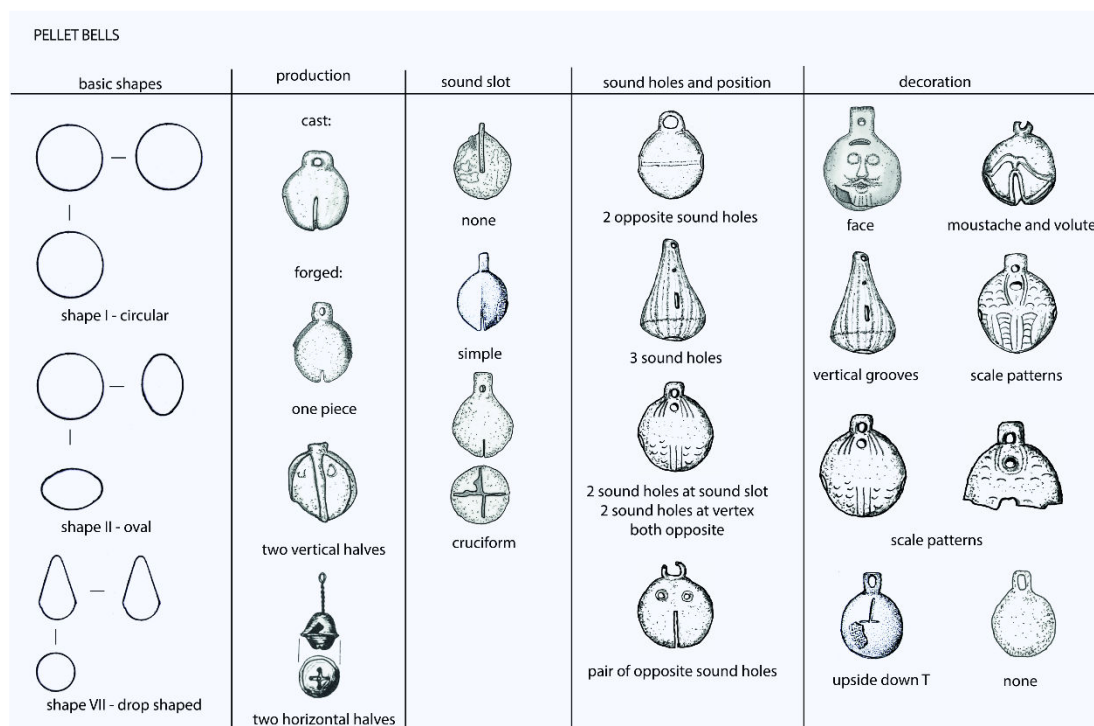 PELLET BELLS
basic shapes
production
sound slot
sound holes and position
decoration
shape I - circular
shape II - oval
shape VII - drop shaped
cast:
forged:
one piece
two vertical halves
two horizontal halves
none
simple
cruciform
2 opposite sound holes
3 sound holes
2 sound holes at sound slot
2 sound holes at vertex
both opposite
pair of opposite sound holes
face
moustache and volute
vertical grooves
scale patterns
scale patterns
upside down T
none